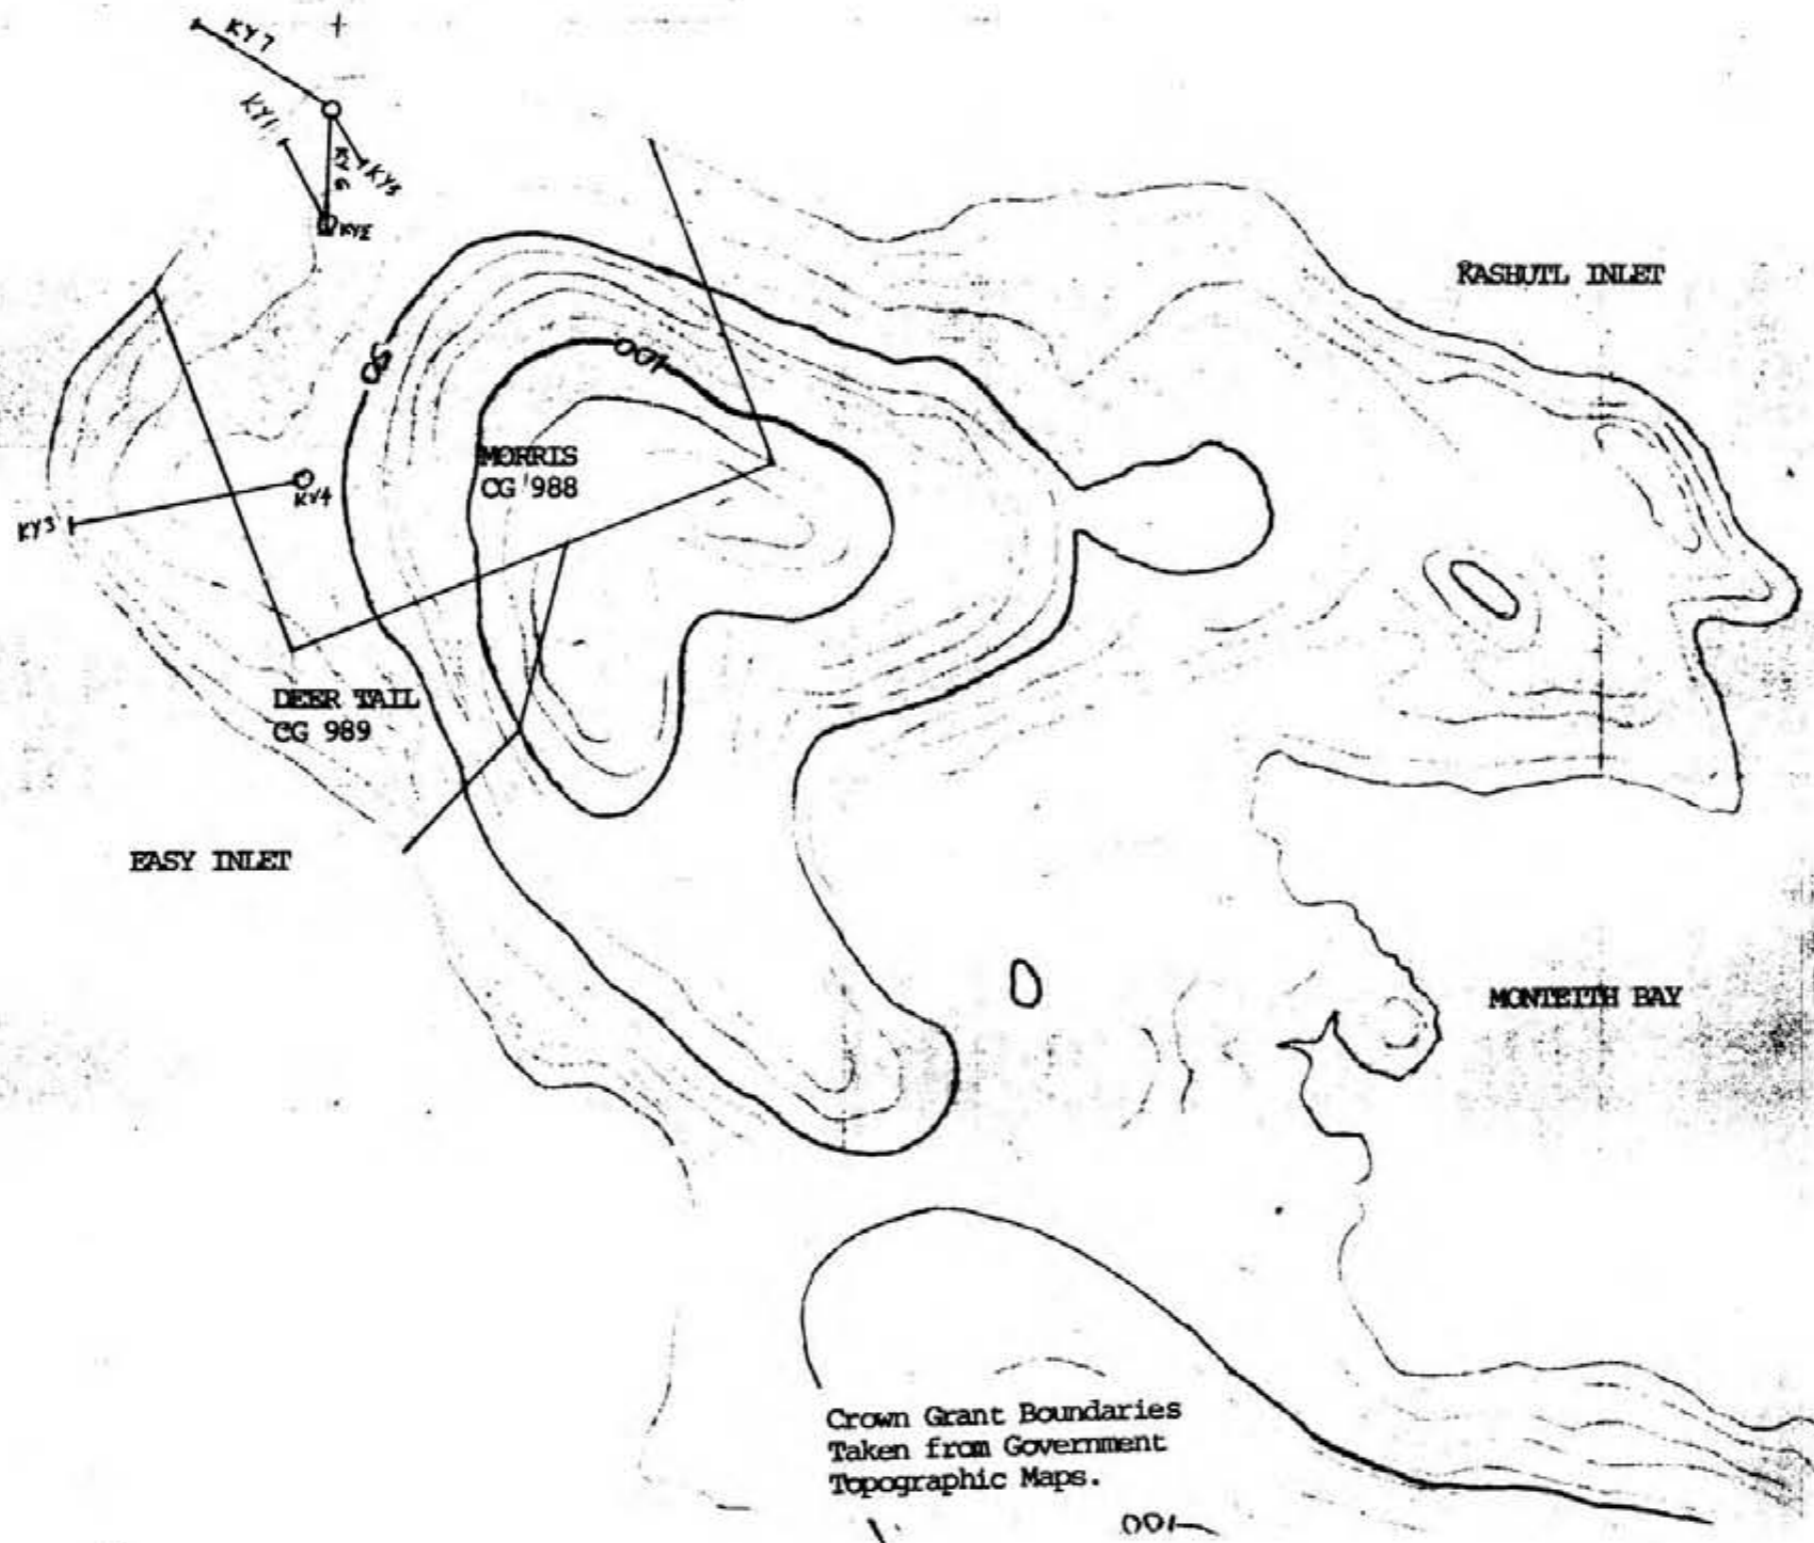 KY7
KY1
KY6
KY5
KY2
KASHUTL INLET
50
100
MORRIS
CG 988
KY4
KY3
DEER TAIL
CG 989
EASY INLET
MONTEITH BAY
Crown Grant Boundaries
Taken from Government
Topographic Maps.
100